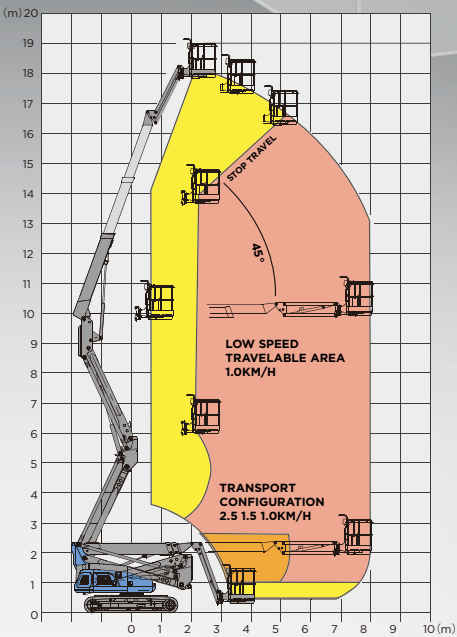 (m) 20
19
18
17
16
15
14
13
12
11
10
9
8
7
6
5
4
3
2
1
0
STOP TRAVEL
45°
LOW SPEED
TRAVELABLE AREA
1.0KM/H
TRANSPORT
CONFIGURATION
2.5 1.5 1.0KM/H
0 1 2 3 4 5 6 7 8 9 10 (m)